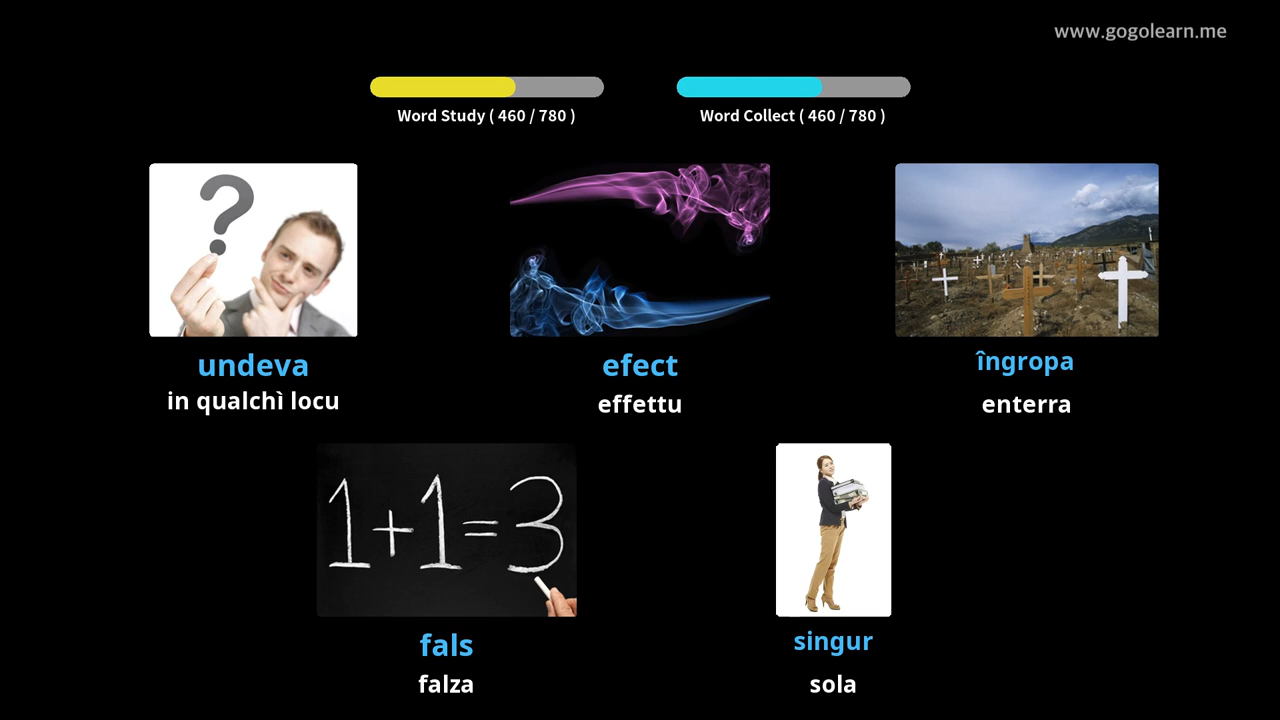 www.gogolearn.me
Word Study ( 460 / 780 )
Word Collect ( 460 / 780 )
?
undeva
in qualchì locu
efect
effettu
îngropa
enterra
1+1=3
fals
falza
singur
sola